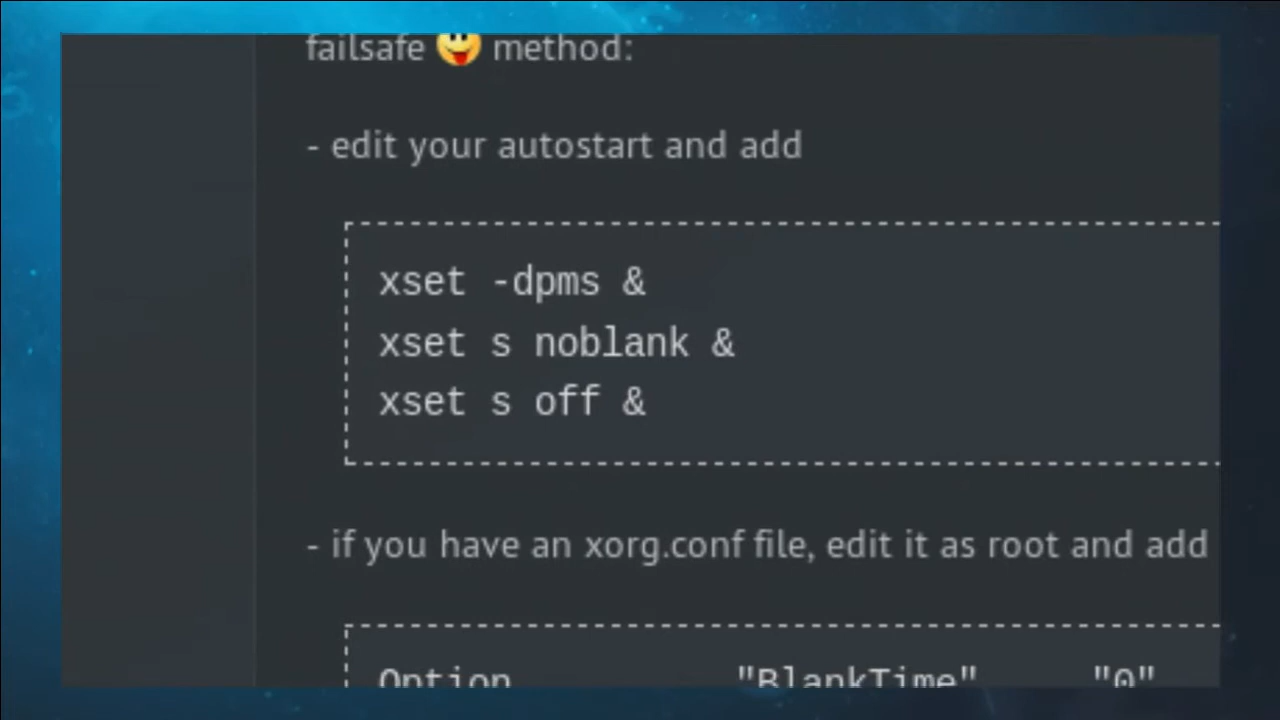 failsafe 😛 method:
- edit your autostart and add
xset -dpms &
xset s noblank &
xset s off &
- if you have an xorg.conf file, edit it as root and add
Option "BlankTime" "0"